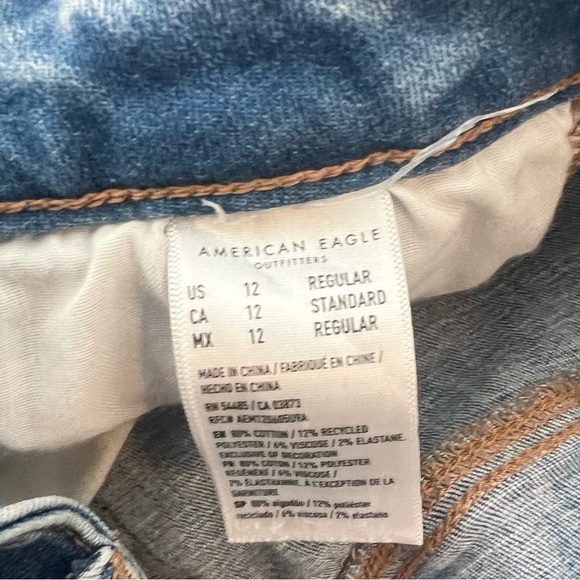 AMERICAN EAGLE
OUTFITTERS
US 12 REGULAR
CA 12 STANDARD
MX 12 REGULAR
MADE IN CHINA / FABRIQUÉ EN CHINE /
HECHO EN CHINA
RN 54485 / CA 03873
RFC#
EN 80% COTTON / 12% RECYCLED
POLYESTER / 6% VISCOSE / 2% ELASTANE.
EXCLUSIVE OF DECORATION
80% COTON / 12% POLYESTER
/ 6% VISCOSE /
2% À L'EXCEPTION DE LA
GARNITURE
SP 80% algodón / 12% poliéster
reciclado / 6% viscosa / 2% elastano